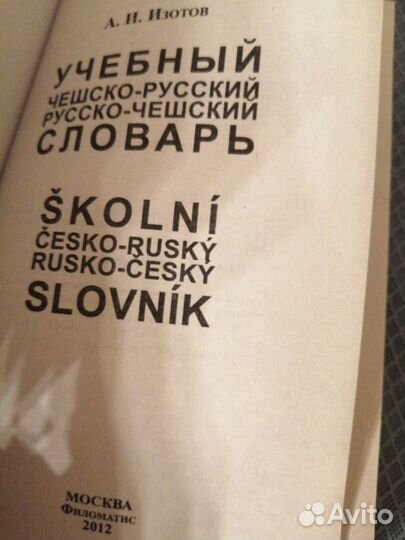 А. И. Изотов
УЧЕБНЫЙ
ЧЕШСКО-РУССКИЙ
РУССКО-ЧЕШСКИЙ
СЛОВАРЬ
ŠKOLNÍ
ČESKO-RUSKÝ
RUSKO-ČESKÝ
SLOVNÍK
МОСКВА
Филоматис
2012
Avito